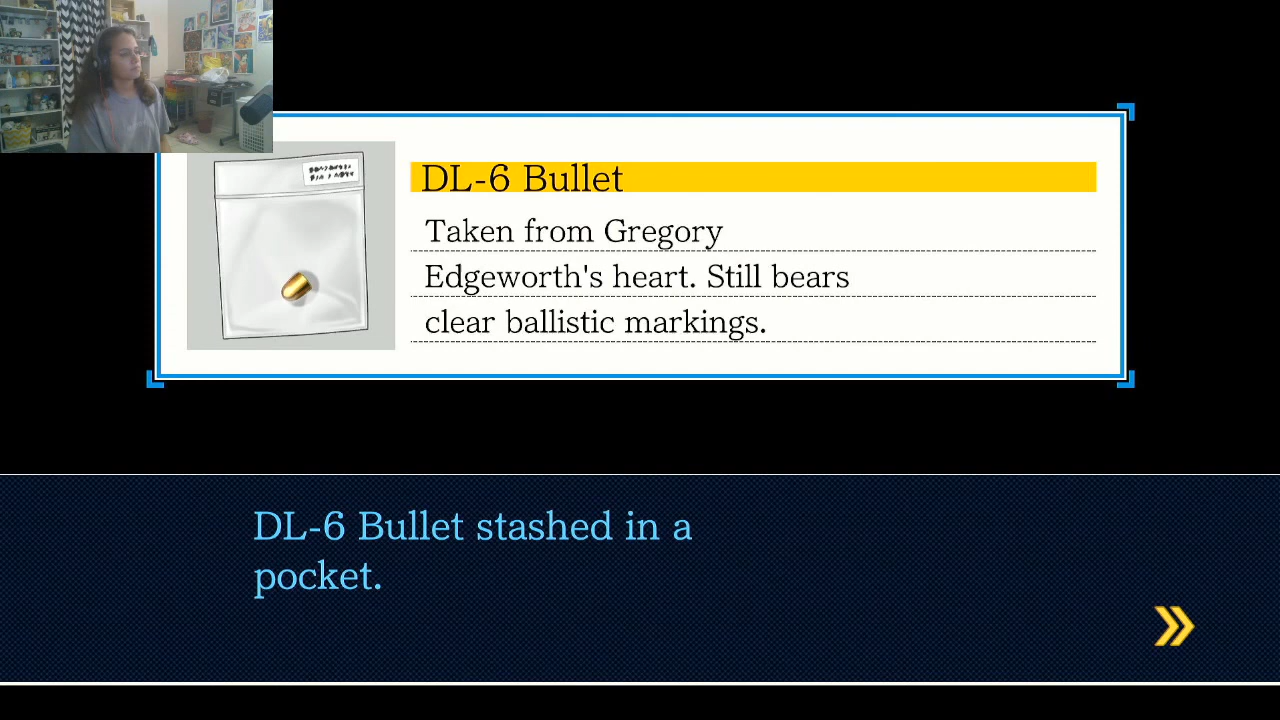 DL-6 Bullet
Taken from Gregory
Edgeworth's heart. Still bears
clear ballistic markings.
DL-6 Bullet stashed in a
pocket.